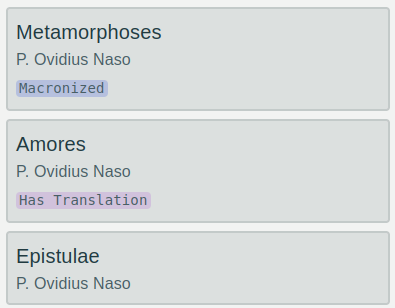 Metamorphoses
P. Ovidius Naso
Macronized
Amores
P. Ovidius Naso
Has Translation
Epistulae
P. Ovidius Naso